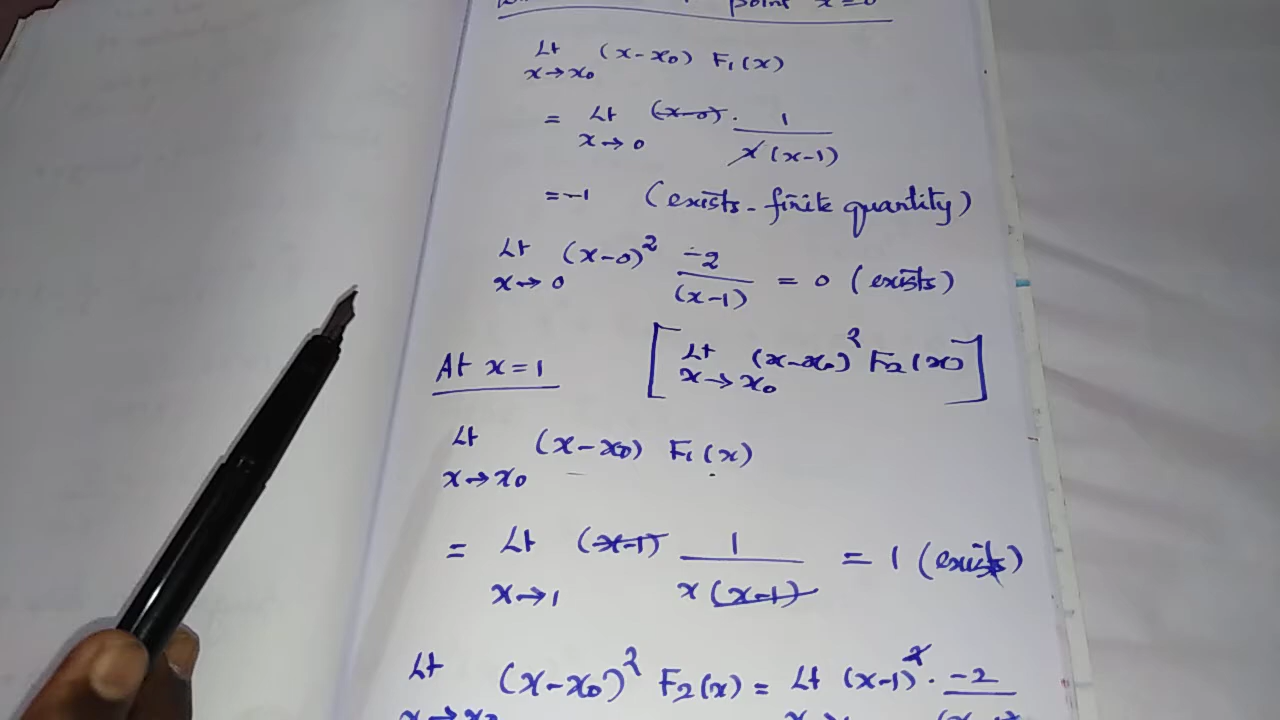 point x=0
Lt (x-x₀) F₁(x)
x→x₀
= Lt (x-0). 1
x→0 x(x-1)
=-1 (exists-finite quantity)
Lt (x-0)² -2
x→0 (x-1) = 0 (exists)
At x=1 [Lt (x-x₀)² F₂(x)]
x→x₀
Lt (x-x₀) F₁(x)
x→x₀
= Lt (x-1) 1 = 1 (exists)
x→1 x(x-1)
Lt (x-x₀)² F₂(x) = Lt (x-1)². -2